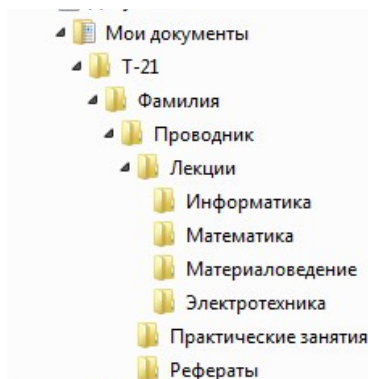 Мои документы
Т-21
Фамилия
Проводник
Лекции
Информатика
Математика
Материаловедение
Электротехника
Практические занятия
Рефераты